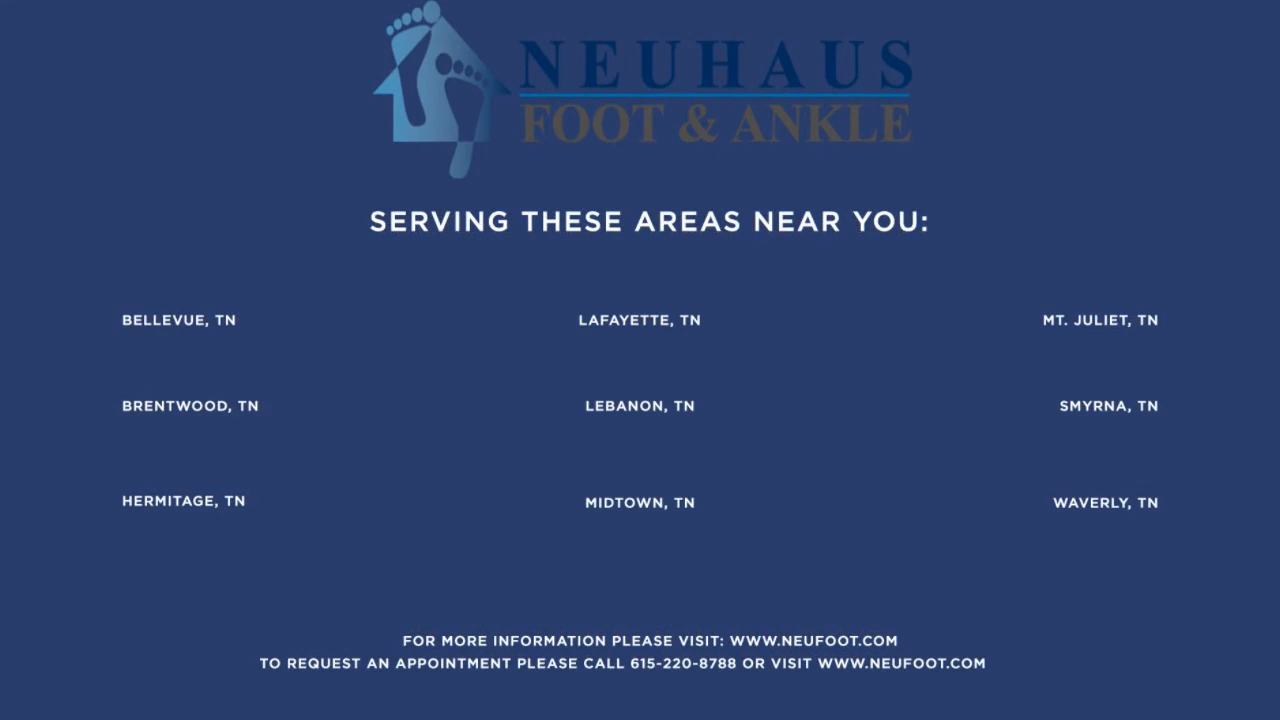 NEUHAUS
FOOT & ANKLE
SERVING THESE AREAS NEAR YOU:
BELLEVUE, TN
LAFAYETTE, TN
MT. JULIET, TN
BRENTWOOD, TN
LEBANON, TN
SMYRNA, TN
HERMITAGE, TN
MIDTOWN, TN
WAVERLY, TN
FOR MORE INFORMATION PLEASE VISIT: WWW.NEUFOOT.COM
TO REQUEST AN APPOINTMENT PLEASE CALL 615-220-8788 OR VISIT WWW.NEUFOOT.COM